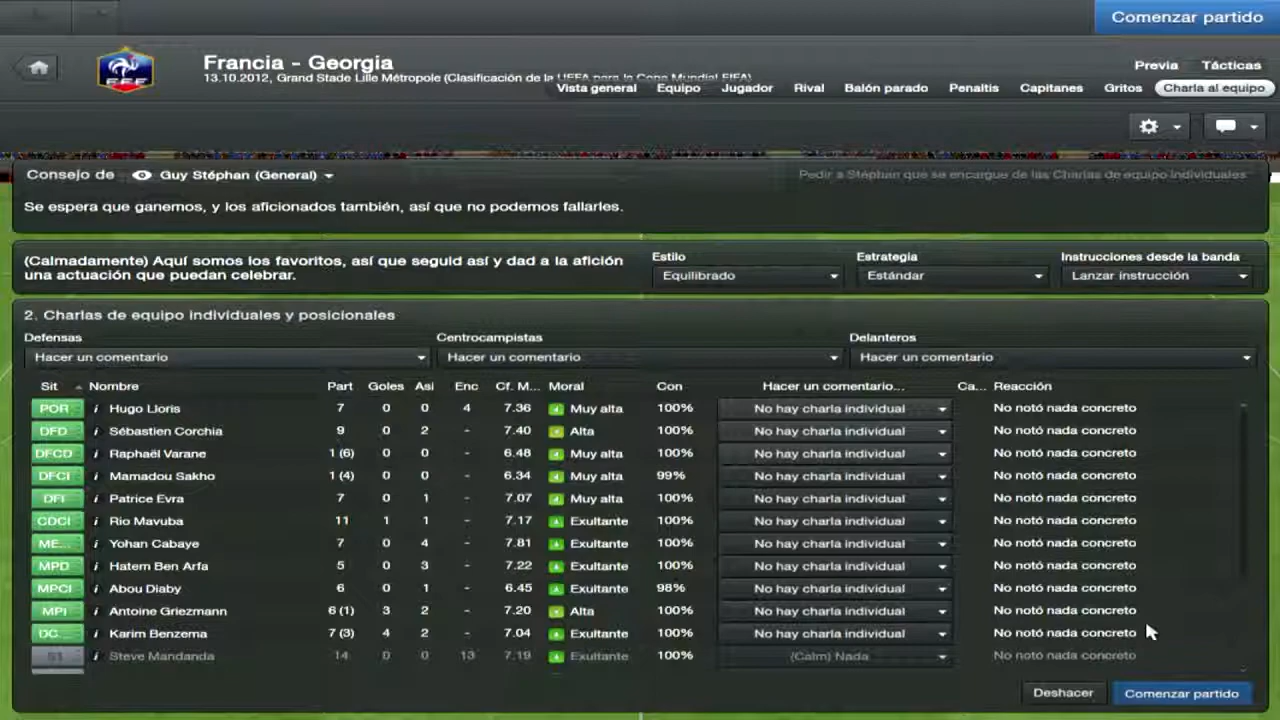 Comenzar partido
Francia - Georgia
13.10.2012, Grand Stade Lille Métropole (Clasificación de la UEFA para la Copa Mundial FIFA)
Previa Tácticas
Vista general Equipo Jugador Rival Balón parado Penaltis Capitanes Gritos Charla al equipo
Consejo de Guy Stéphan (General)
Pedir a Stéphan que se encargue de las Charlas de equipo individuales
Se espera que ganemos, y los aficionados también, así que no podemos fallarles.
(Calmadamente) Aquí somos los favoritos, así que seguid así y dad a la afición
una actuación que puedan celebrar.
Estilo Estrategia Instrucciones desde la banda
Equilibrado Estándar Lanzar instrucción
2. Charlas de equipo individuales y posicionales
Defensas Centrocampistas Delanteros
Hacer un comentario Hacer un comentario Hacer un comentario
Sit Nombre Part Goles Asi Enc Cf. M... Moral Con Hacer un comentario... Ca... Reacción
POR i Hugo Lloris 7 0 0 4 7.36 Muy alta 100% No hay charla individual No notó nada concreto
DFD i Sébastien Corchia 9 0 2 - 7.40 Alta 100% No hay charla individual No notó nada concreto
DFCD i Raphaël Varane 1 (6) 0 0 - 6.48 Muy alta 100% No hay charla individual No notó nada concreto
DFCI i Mamadou Sakho 1 (4) 0 0 - 6.34 Muy alta 99% No hay charla individual No notó nada concreto
DFI i Patrice Evra 7 0 1 - 7.07 Muy alta 100% No hay charla individual No notó nada concreto
CDCI i Rio Mavuba 11 1 1 - 7.17 Exultante 100% No hay charla individual No notó nada concreto
ME... i Yohan Cabaye 7 0 4 - 7.81 Exultante 100% No hay charla individual No notó nada concreto
MPD i Hatem Ben Arfa 5 0 3 - 7.22 Exultante 100% No hay charla individual No notó nada concreto
MPCI i Abou Diaby 6 0 1 - 6.45 Exultante 98% No hay charla individual No notó nada concreto
MPI i Antoine Griezmann 6 (1) 3 2 - 7.20 Alta 100% No hay charla individual No notó nada concreto
DC... i Karim Benzema 7 (3) 4 2 - 7.04 Exultante 100% No hay charla individual No notó nada concreto
S1 i Steve Mandanda 14 0 0 13 7.19 Exultante 100% (Calm) Nada No notó nada concreto
Deshacer Comenzar partido